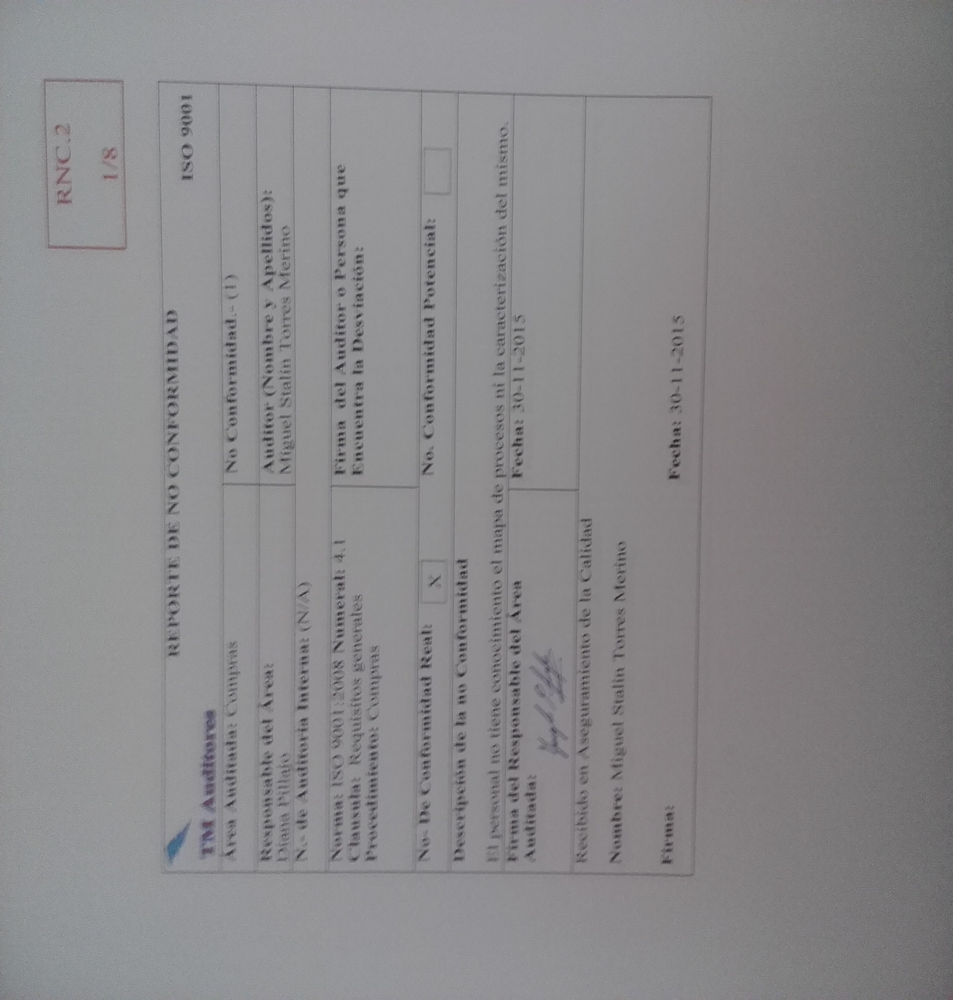 RNC.2
1/8
REPORTE DE NO CONFORMIDAD
ISO 9001
TM Auditores
Área Auditada: Compras
No Conformidad.- (1)
Responsable del Área:
Diana Pillajo
Auditor (Nombre y Apellidos):
Miguel Stalin Torres Merino
N.- de Auditoría Interna: (N/A)
Norma: ISO 9001:2008 Numeral: 4.1
Clausula: Requisitos generales
Procedimiento: Compras
Firma del Auditor o Persona que
Encuentra la Desviación:
No- De Conformidad Real: X
No. Conformidad Potencial:
Descripción de la no Conformidad
El personal no tiene conocimiento el mapa de procesos ni la caracterización del mismo.
Firma del Responsable del Área
Auditada:
Fecha: 30-11-2015
Recibido en Aseguramiento de la Calidad
Nombre: Miguel Stalin Torres Merino
Firma:
Fecha: 30-11-2015